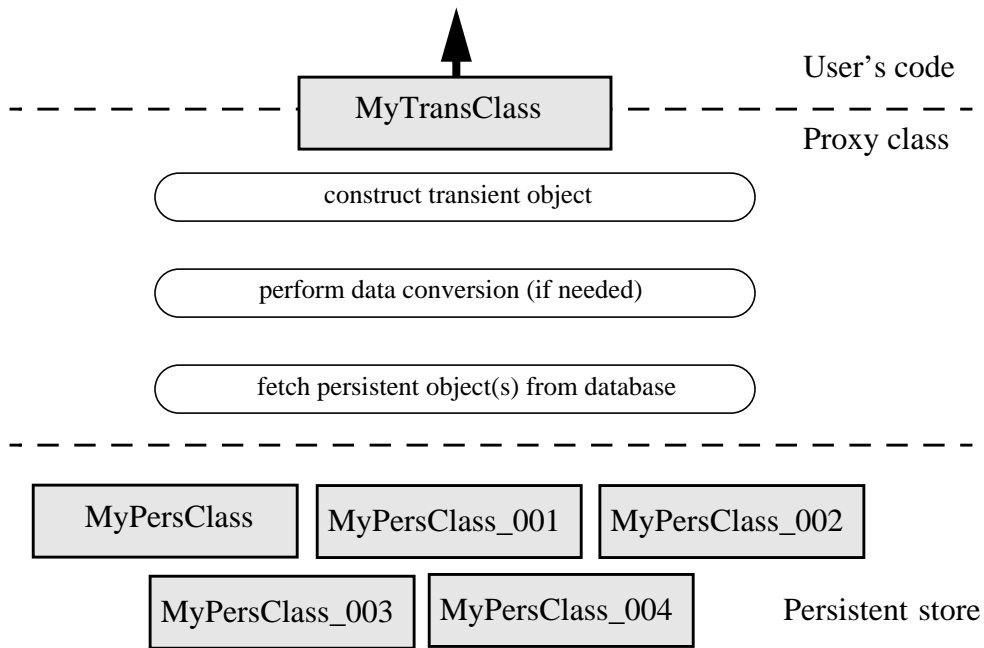 User's code
MyTransClass
Proxy class
construct transient object
perform data conversion (if needed)
fetch persistent object(s) from database
MyPersClass
MyPersClass_001
MyPersClass_002
MyPersClass_003
MyPersClass_004
Persistent store